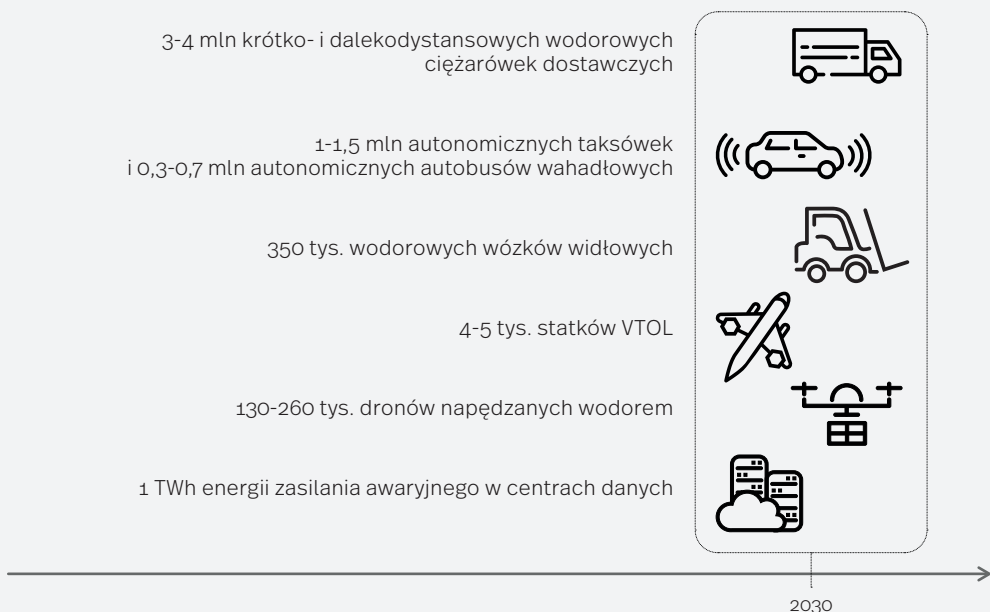 3-4 mln krótko- i dalekodystansowych wodorowych
ciężarówek dostawczych
1-1,5 mln autonomicznych taksówek
i 0,3-0,7 mln autonomicznych autobusów wahadłowych
350 tys. wodorowych wózków widłowych
4-5 tys. statków VTOL
130-260 tys. dronów napędzanych wodorem
1 TWh energii zasilania awaryjnego w centrach danych
2030